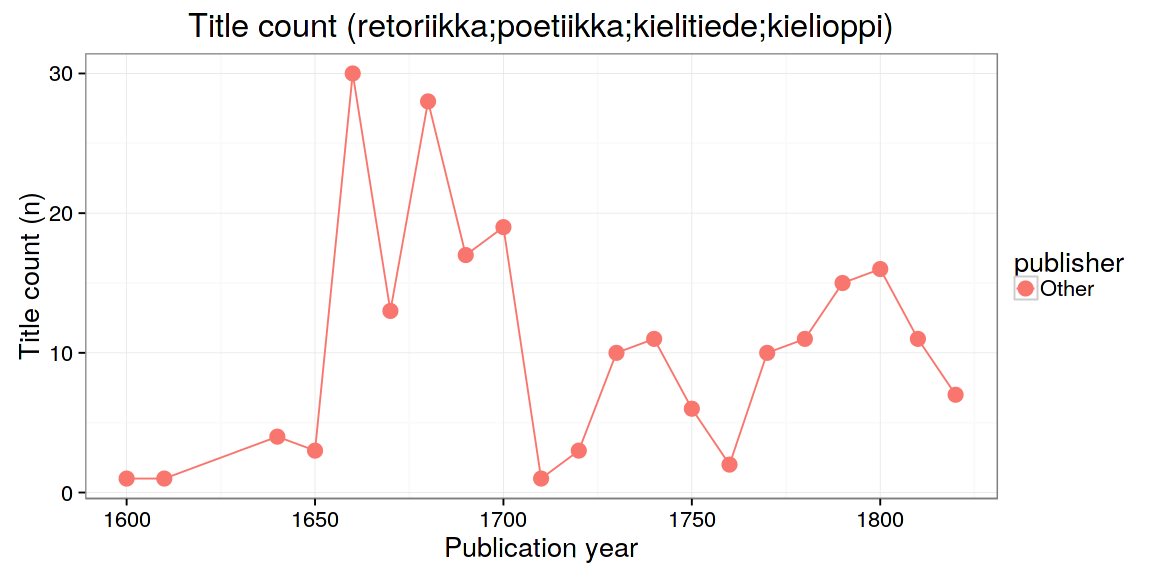 Title count (retoriikka;poetiikka;kielitiede;kielioppi)
Title count (n)
30
20
10
0
1600
1650
1700
1750
1800
Publication year
publisher
Other